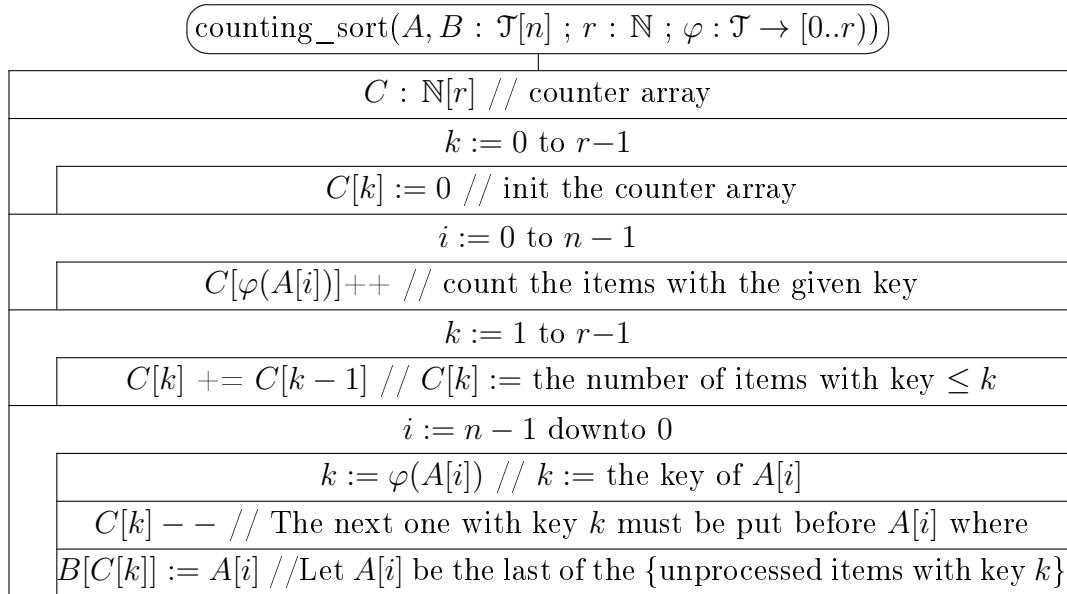 counting_sort(A, B : 𝒯[n] ; r : ℕ ; φ : 𝒯 → [0..r))
C : ℕ[r] // counter array
k := 0 to r−1
C[k] := 0 // init the counter array
i := 0 to n − 1
C[φ(A[i])]++ // count the items with the given key
k := 1 to r−1
C[k] += C[k − 1] // C[k] := the number of items with key ≤ k
i := n − 1 downto 0
k := φ(A[i]) // k := the key of A[i]
C[k] − − // The next one with key k must be put before A[i] where
B[C[k]] := A[i] //Let A[i] be the last of the {unprocessed items with key k}